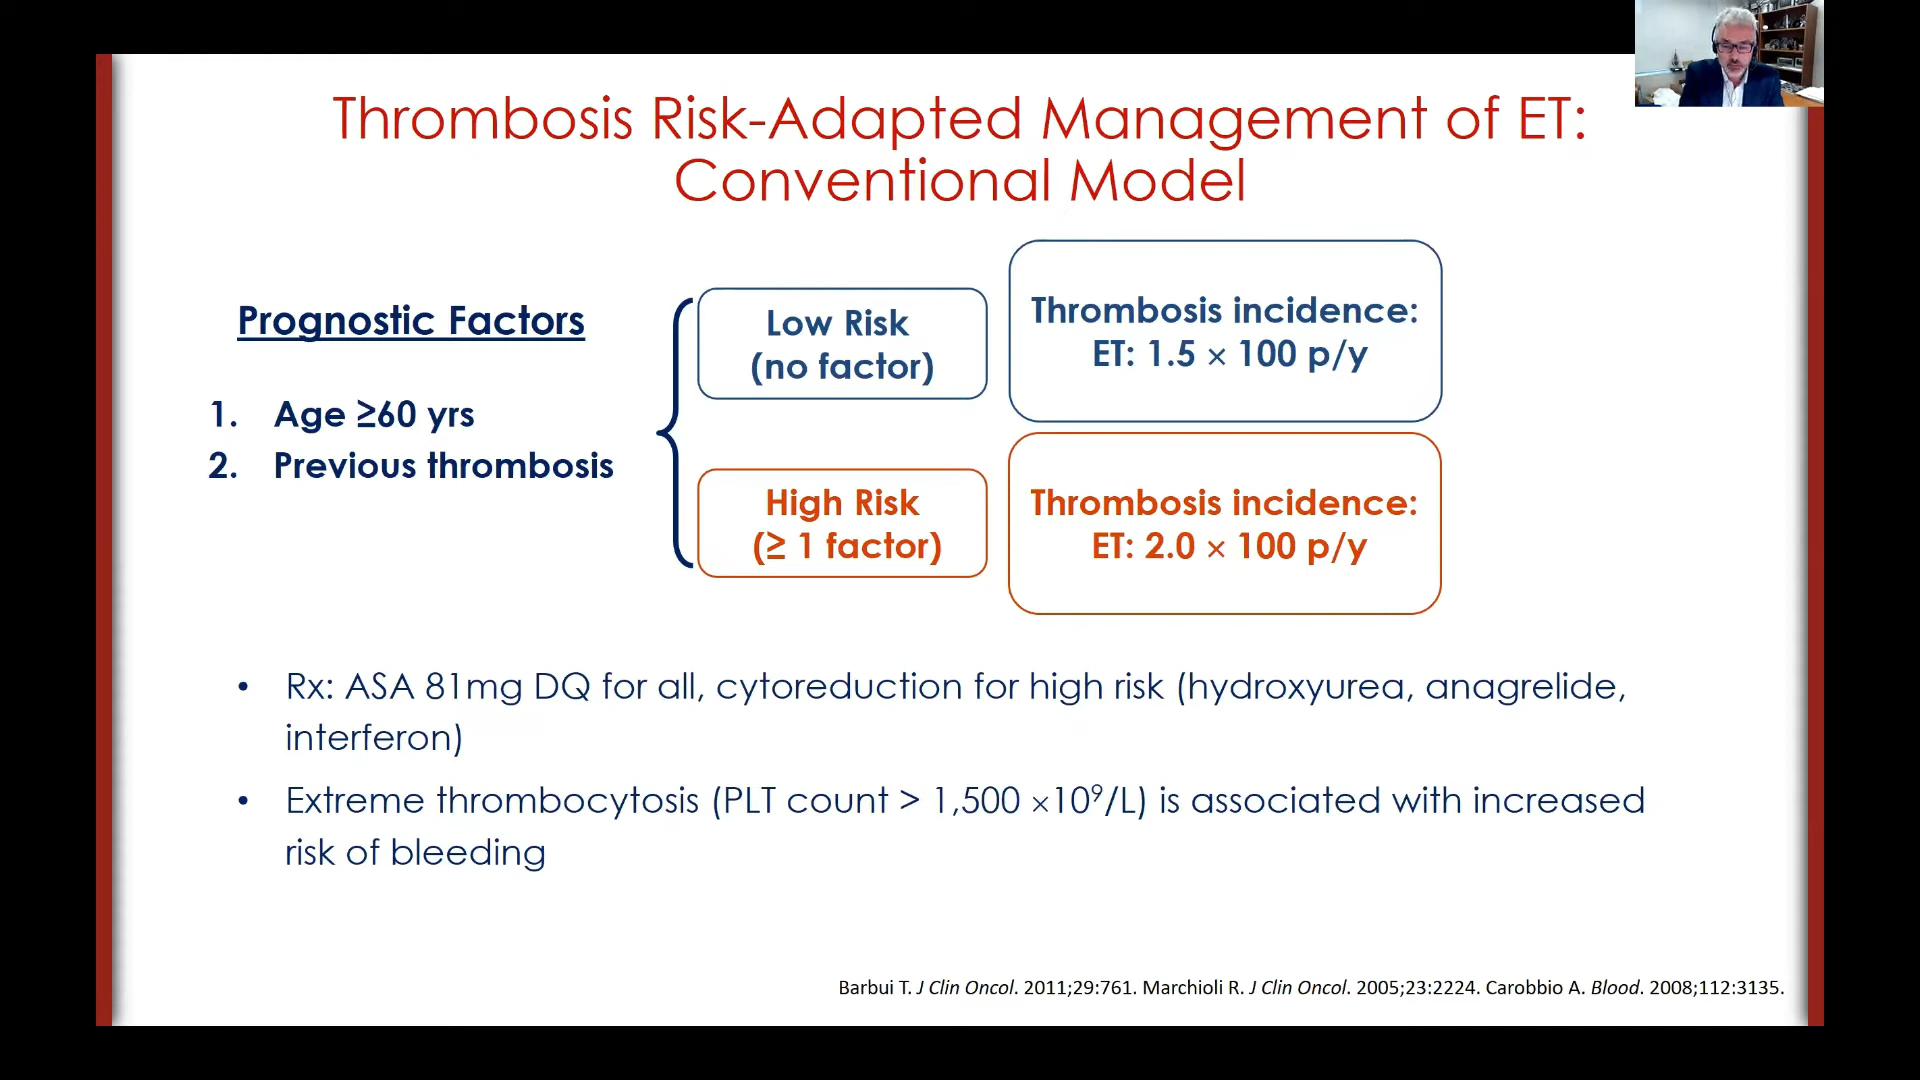 Thrombosis Risk-Adapted Management of ET:
Conventional Model
Prognostic Factors
1. Age ≥60 yrs
2. Previous thrombosis
Low Risk
(no factor)
Thrombosis incidence:
ET: 1.5 × 100 p/y
High Risk
(≥ 1 factor)
Thrombosis incidence:
ET: 2.0 × 100 p/y
• Rx: ASA 81mg DQ for all, cytoreduction for high risk (hydroxyurea, anagrelide,
interferon)
• Extreme thrombocytosis (PLT count > 1,500 ×10⁹/L) is associated with increased
risk of bleeding
Barbui T. J Clin Oncol. 2011;29:761. Marchioli R. J Clin Oncol. 2005;23:2224. Carobbio A. Blood. 2008;112:3135.